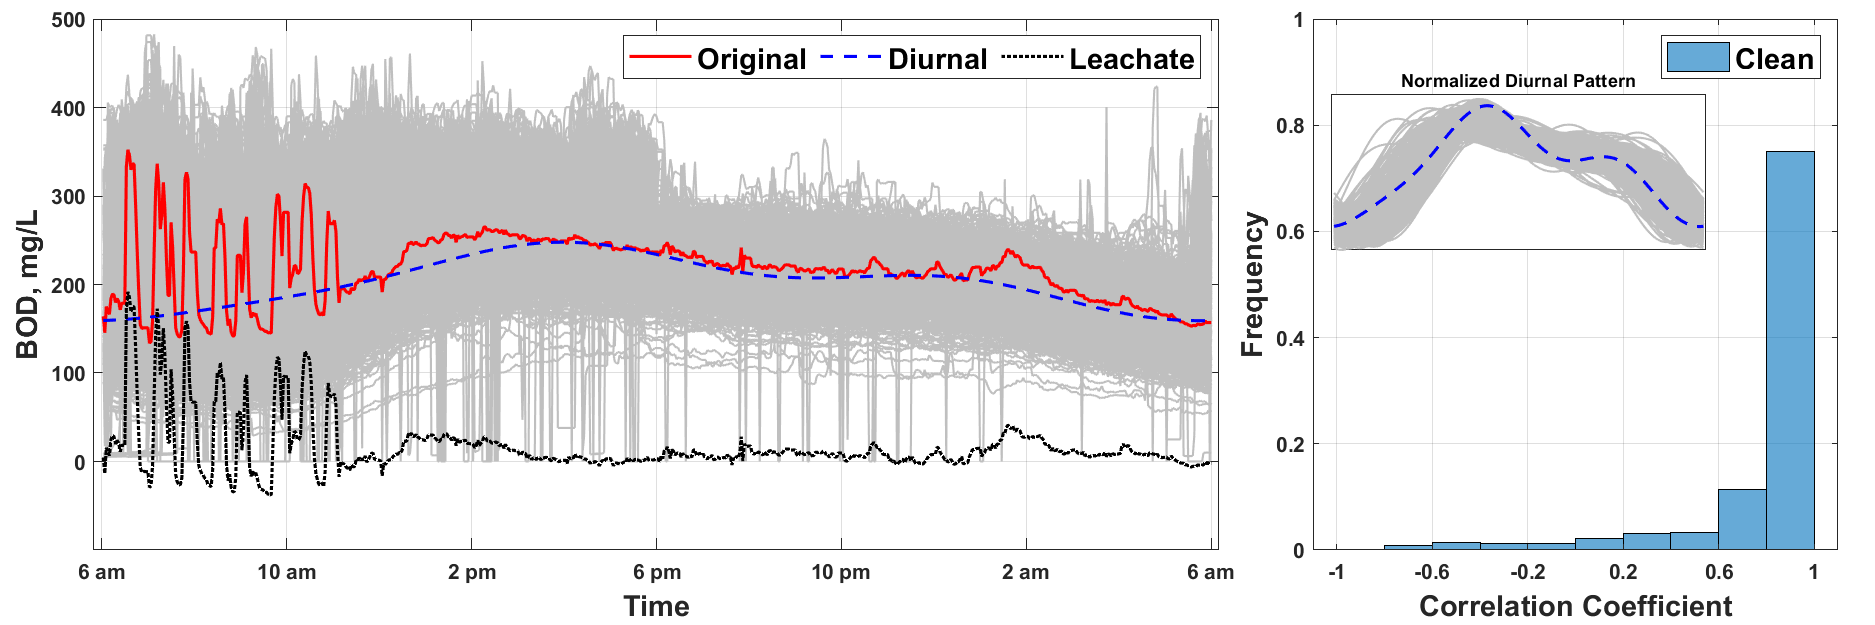 500
400
300
200
100
0
BOD, mg/L
Original
Diurnal
Leachate
6 am
10 am
2 pm
6 pm
10 pm
2 am
6 am
Time
1
0.8
0.6
0.4
0.2
0
Frequency
Clean
Normalized Diurnal Pattern
-1
-0.6
-0.2
0.2
0.6
1
Correlation Coefficient